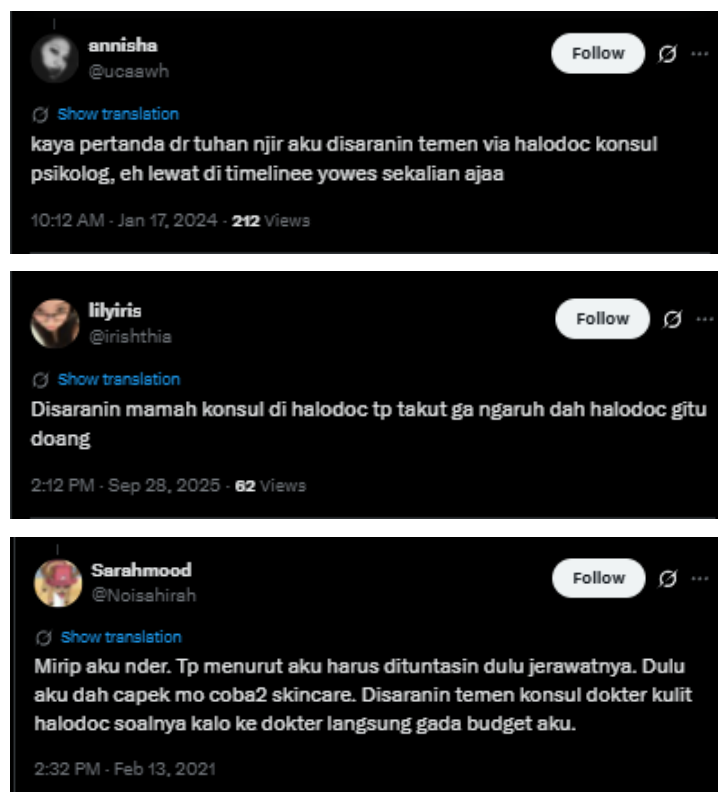 annisha
Follow
@ucaawh
Show translation
kaya pertanda dr tuhan njir aku disaranin temen via halodoc konsul
psikolog, eh lewat di timelinee yowes sekalian ajaa
10:12 AM · Jan 17, 2024 · 212 Views
lilyiris
Follow
@irishthia
Show translation
Disaranin mamah konsul di halodoc tp takut ga ngaruh dah halodoc gitu
doang
2:12 PM · Sep 28, 2025 · 62 Views
Sarahmood
Follow
@Noisahirah
Show translation
Mirip aku nder. Tp menurut aku harus dituntasin dulu jerawatnya. Dulu
aku dah capek mo coba2 skincare. Disaranin temen konsul dokter kulit
halodoc soalnya kalo ke dokter langsung gada budget aku.
2:32 PM · Feb 13, 2021